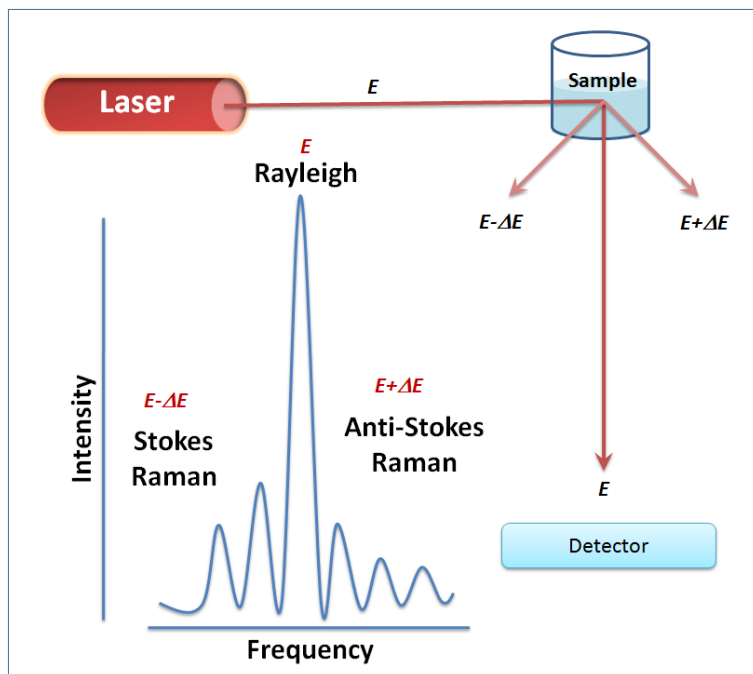 Laser
E
Sample
E-ΔE
E+ΔE
E
Rayleigh
E-ΔE
Stokes
Raman
E+ΔE
Anti-Stokes
Raman
Intensity
Frequency
E
Detector